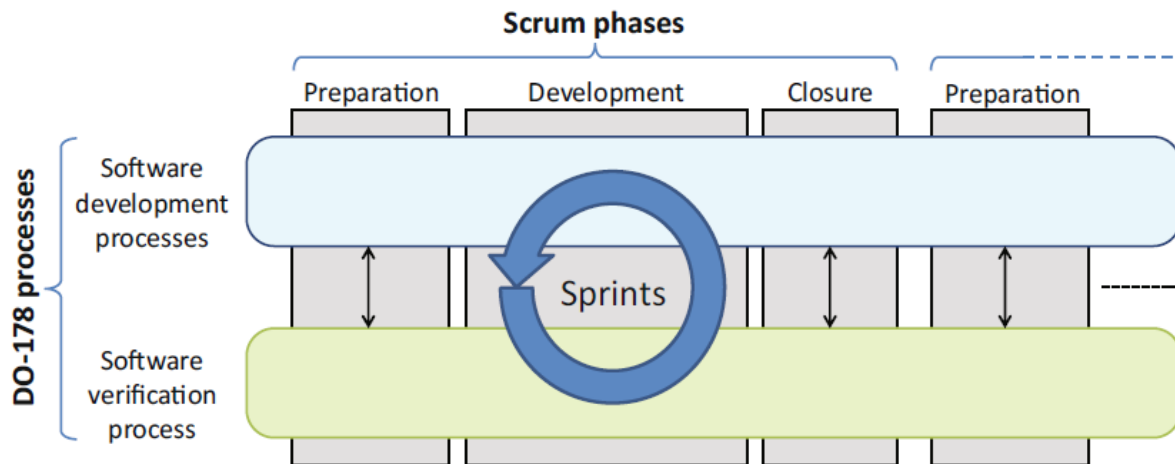 Scrum phases
Preparation
Development
Closure
Preparation
DO-178 processes
Software
development
processes
Sprints
Software
verification
process